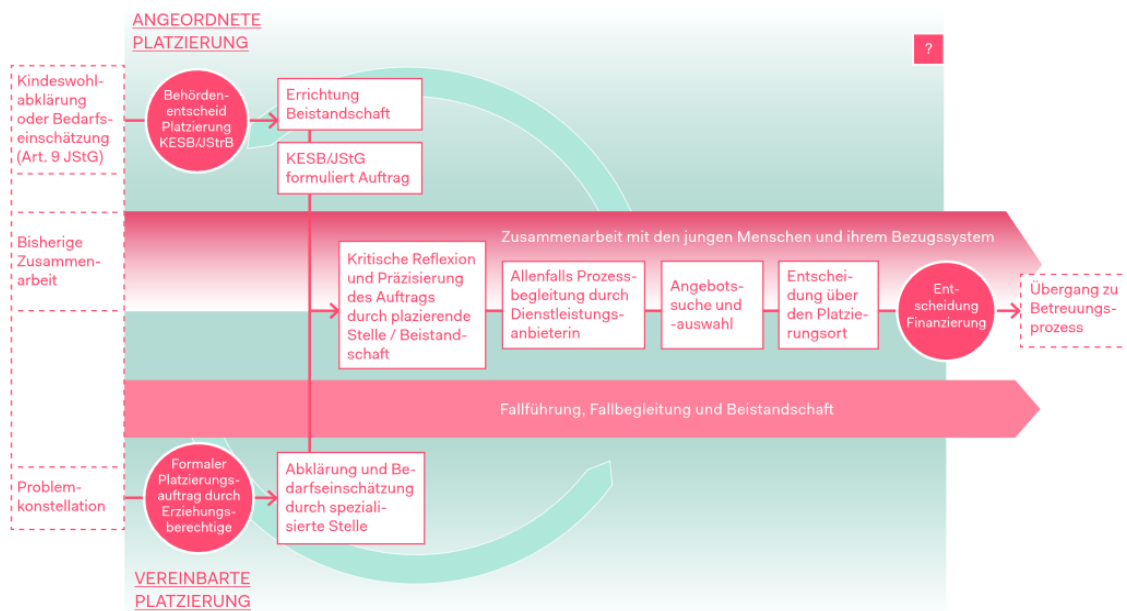 ANGEORDNETE
PLATZIERUNG
?
Kindeswohl-
abklärung
oder Bedarfs-
einschätzung
(Art. 9 JStG)
Behörden-
entscheid
Platzierung
KESB/JStrB
Errichtung
Beistandschaft
KESB/JStG
formuliert Auftrag
Bisherige
Zusammen-
arbeit
Zusammenarbeit mit den jungen Menschen und ihrem Bezugssystem
Kritische Reflexion
und Präzisierung
des Auftrags
durch plazierende
Stelle / Beistand-
schaft
Allenfalls Prozess-
begleitung durch
Dienstleistungs-
anbieterin
Angebots-
suche und
-auswahl
Entschei-
dung über
den Platzie-
rungsort
Ent-
scheidung
Finanzierung
Übergang zu
Betreuungs-
prozess
Fallführung, Fallbegleitung und Beistandschaft
Problem-
konstellation
Formaler
Platzierungs-
auftrag durch
Erziehungs-
berechtige
Abklärung und Be-
darfseinschätzung
durch speziali-
sierte Stelle
VEREINBARTE
PLATZIERUNG